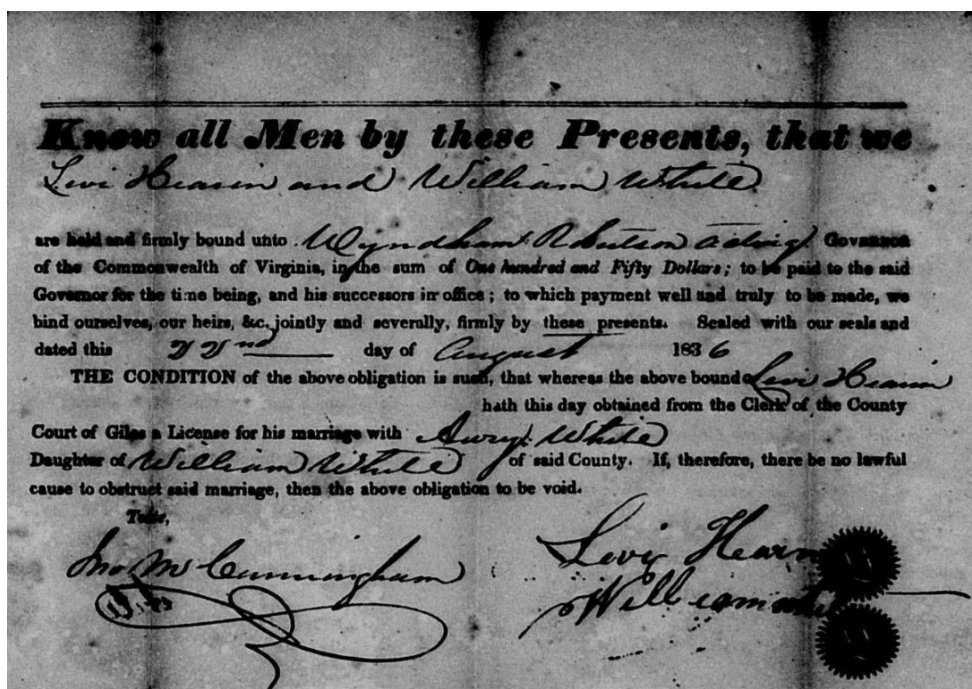 Know all Men by these Presents, that we
Levi Hearin and William White
are held and firmly bound unto Wyndham Robertson acting Governor
of the Commonwealth of Virginia, in the sum of One hundred and Fifty Dollars; to be paid to the said
Governor for the time being, and his successors in office; to which payment well and truly to be made, we
bind ourselves, our heirs, &c. jointly and severally, firmly by these presents. Sealed with our seals and
dated this 22nd day of August 1836
THE CONDITION of the above obligation is such, that whereas the above bound Levi Hearin
hath this day obtained from the Clerk of the County
Court of Giles a License for his marriage with White
Daughter of William White of said County. If, therefore, there be no lawful
cause to obstruct said marriage, then the above obligation to be void.
Teste,
Jno McCunningham
Levi Hearn
William White